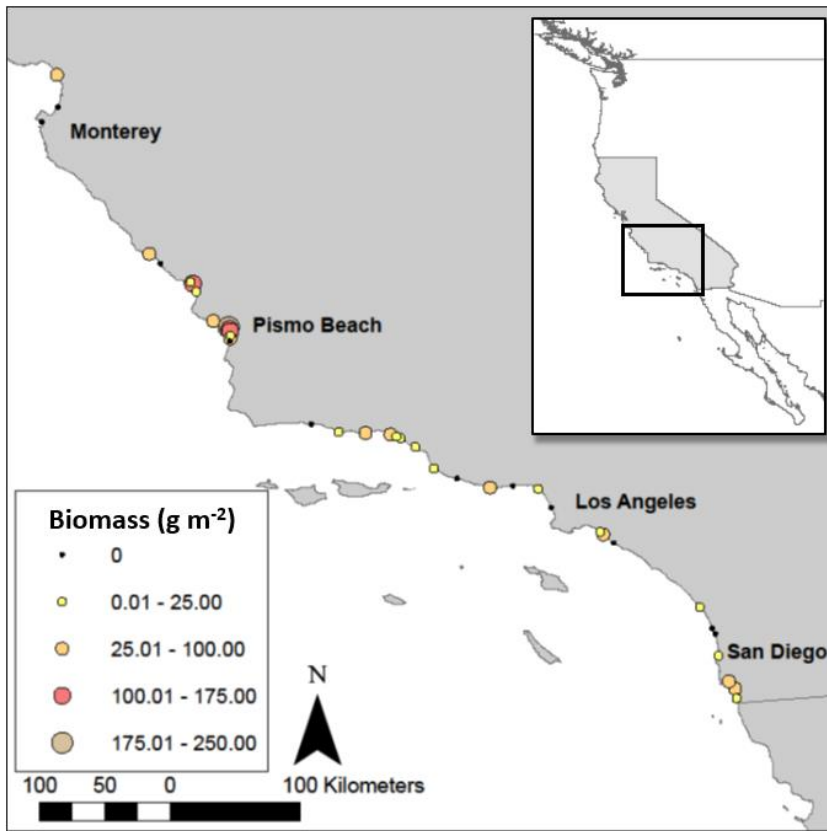 Monterey
Pismo Beach
Los Angeles
San Diego
Biomass (g m-2)
0
0.01 - 25.00
25.01 - 100.00
100.01 - 175.00
175.01 - 250.00
N
100 50 0 100 Kilometers